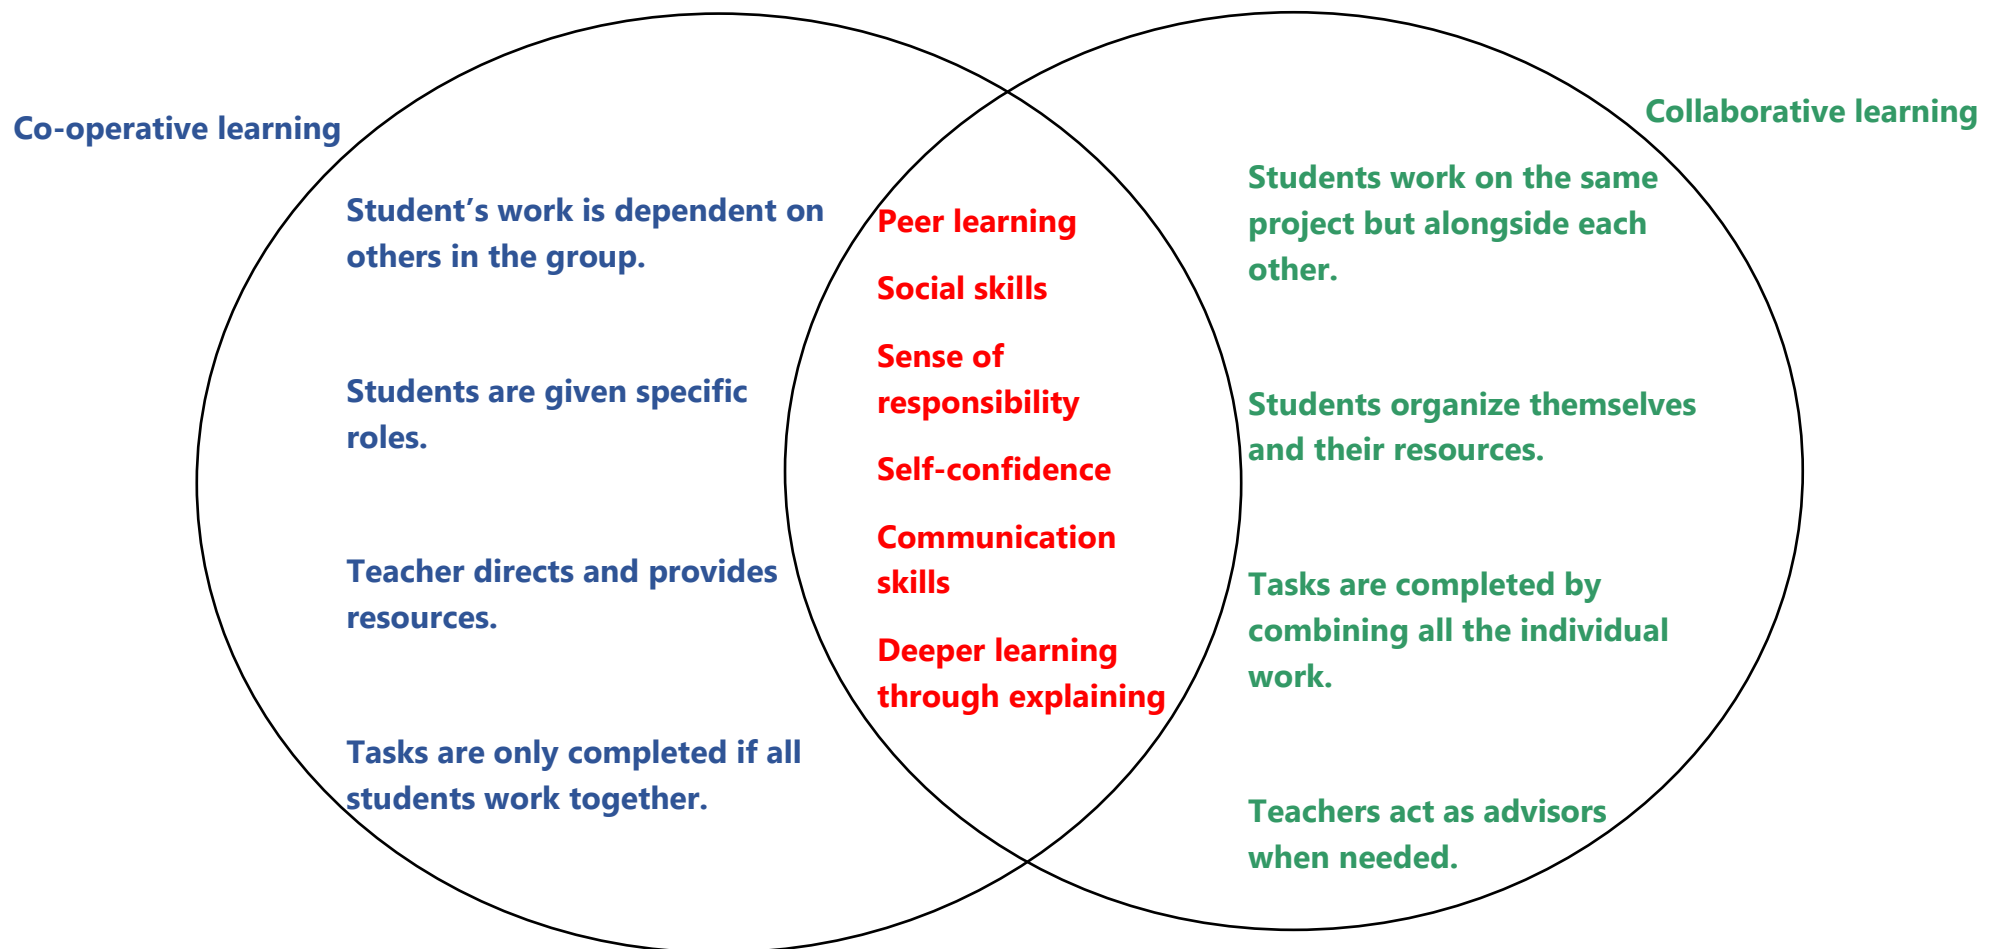 Co-operative learning
Student’s work is dependent on
others in the group.
Students are given specific
roles.
Teacher directs and provides
resources.
Tasks are only completed if all
students work together.
Peer learning
Social skills
Sense of
responsibility
Self-confidence
Communication
skills
Deeper learning
through explaining
Collaborative learning
Students work on the same
project but alongside each
other.
Students organize themselves
and their resources.
Tasks are completed by
combining all the individual
work.
Teachers act as advisors
when needed.